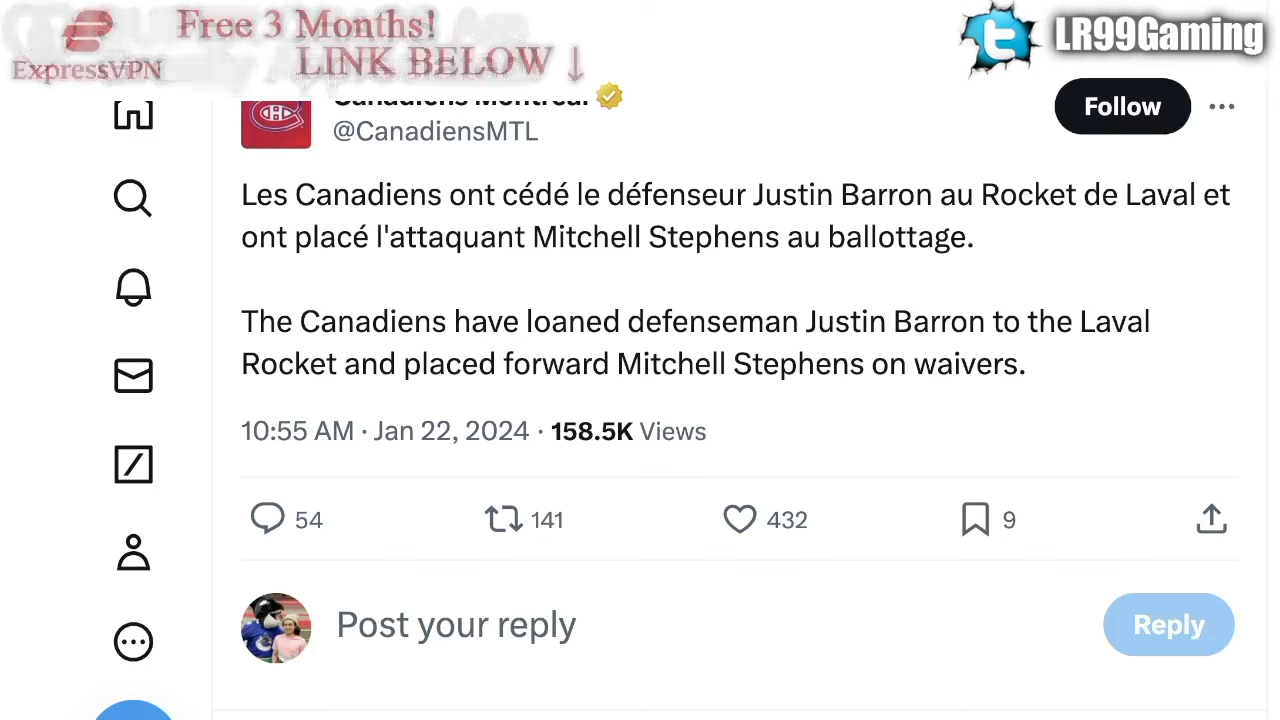 Free 3 Months!
LINK BELOW ↓
ExpressVPN
LR99Gaming
Canadiens Montréal
@CanadiensMTL
Follow
Les Canadiens ont cédé le défenseur Justin Barron au Rocket de Laval et
ont placé l'attaquant Mitchell Stephens au ballottage.
The Canadiens have loaned defenseman Justin Barron to the Laval
Rocket and placed forward Mitchell Stephens on waivers.
10:55 AM · Jan 22, 2024 · 158.5K Views
54 141 432 9
Post your reply
Reply